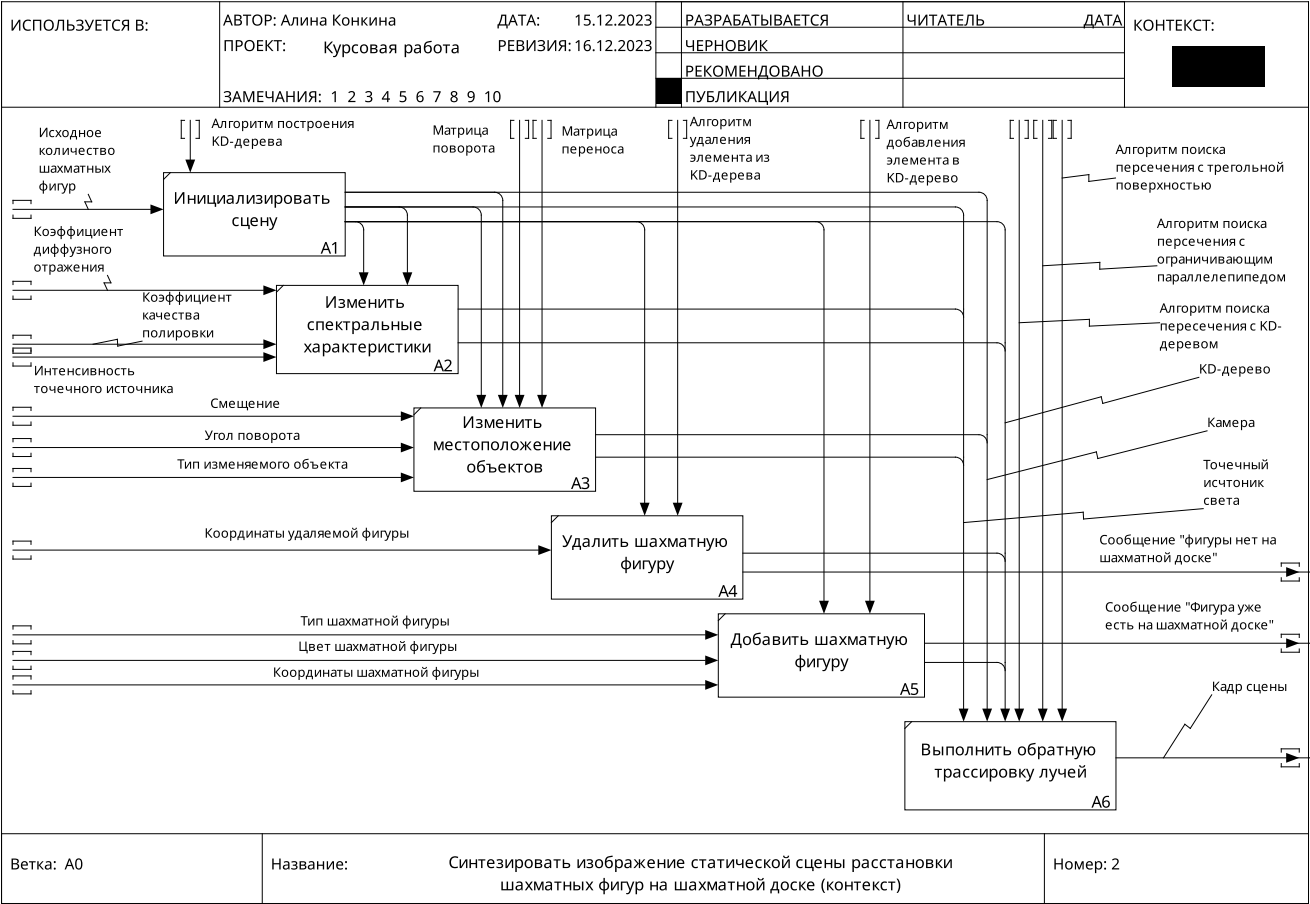 ИСПОЛЬЗУЕТСЯ В:
АВТОР: Алина Конкина
ДАТА: 15.12.2023
ПРОЕКТ: Курсовая работа
РЕВИЗИЯ: 16.12.2023
ЗАМЕЧАНИЯ: 1 2 3 4 5 6 7 8 9 10
РАЗРАБАТЫВАЕТСЯ
ЧЕРНОВИК
РЕКОМЕНДОВАНО
ПУБЛИКАЦИЯ
ЧИТАТЕЛЬ
ДАТА
КОНТЕКСТ:
Исходное
количество
шахматных
фигур
Алгоритм построения
KD-дерева
Матрица
поворота
Матрица
переноса
Алгоритм
удаления
элемента из
KD-дерева
Алгоритм
добавления
элемента в
KD-дерево
Алгоритм поиска
персечения с трегольной
поверхностью
Инициализировать
сцену
A1
Коэффициент
диффузного
отражения
Алгоритм поиска
персечения с
ограничивающим
параллелепипедом
Коэффициент
качества
полировки
Изменить
спектральные
характеристики
A2
Алгоритм поиска
пересечения с KD-
деревом
Интенсивность
точечного источника
KD-дерево
Смещение
Угол поворота
Тип изменяемого объекта
Изменить
местоположение
объектов
A3
Камера
Точечный
исчтоник
света
Координаты удаляемой фигуры
Удалить шахматную
фигуру
A4
Сообщение "фигуры нет на
шахматной доске"
Тип шахматной фигуры
Цвет шахматной фигуры
Координаты шахматной фигуры
Добавить шахматную
фигуру
A5
Сообщение "Фигура уже
есть на шахматной доске"
Кадр сцены
Выполнить обратную
трассировку лучей
A6
Ветка: A0
Название:
Синтезировать изображение статической сцены расстановки
шахматных фигур на шахматной доске (контекст)
Номер: 2